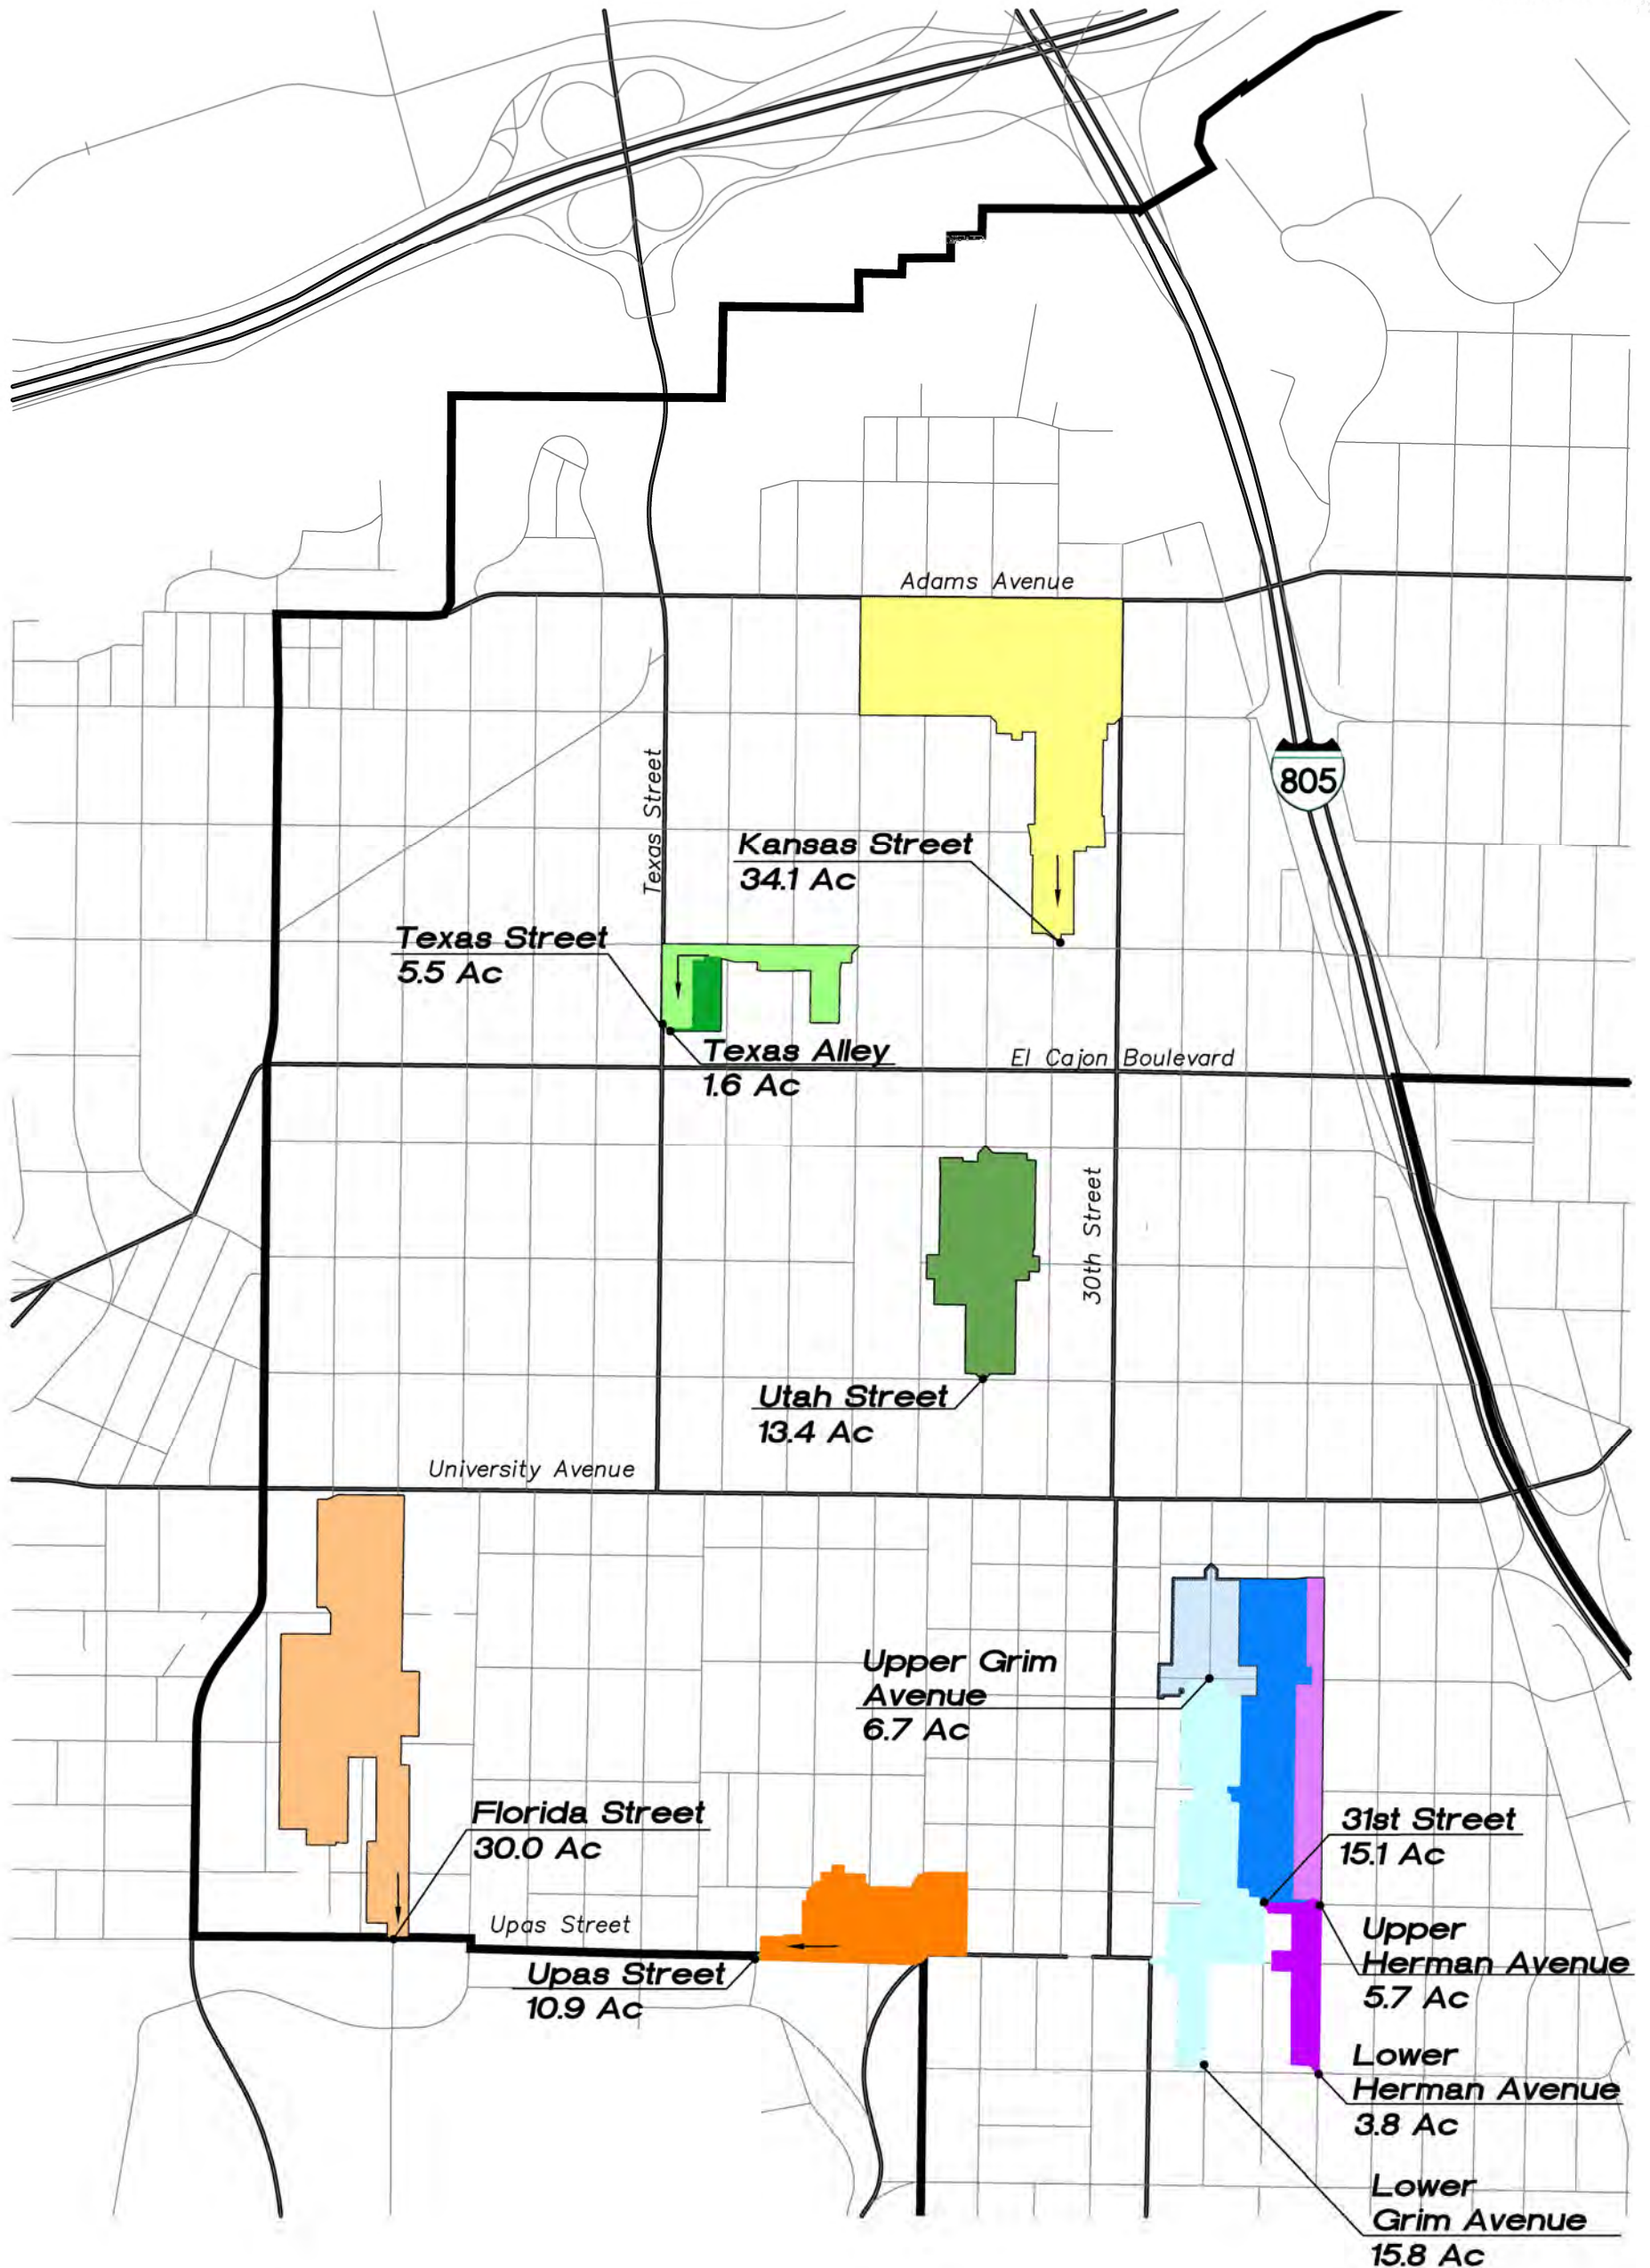 Adams Avenue
805
Texas Street
Kansas Street
34.1 Ac
Texas Street
5.5 Ac
Texas Alley
1.6 Ac
El Cajon Boulevard
30th Street
Utah Street
13.4 Ac
University Avenue
Upper Grim
Avenue
6.7 Ac
Florida Street
30.0 Ac
31st Street
15.1 Ac
Upas Street
Upper
Herman Avenue
5.7 Ac
Upas Street
10.9 Ac
Lower
Herman Avenue
3.8 Ac
Lower
Grim Avenue
15.8 Ac